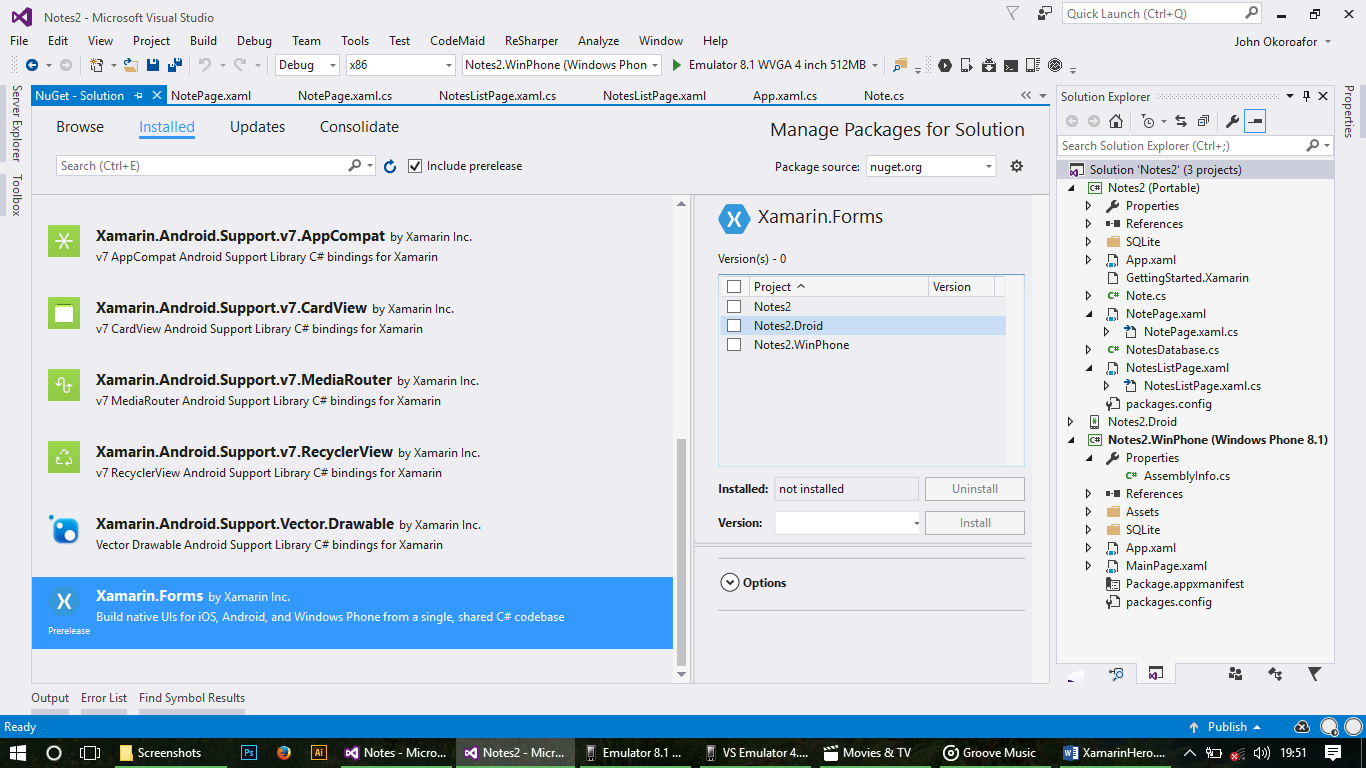 Notes2 - Microsoft Visual Studio
Quick Launch (Ctrl+Q)
File Edit View Project Build Debug Team Tools Test CodeMaid ReSharper Analyze Window Help
John Okoroafor
Debug x86 Notes2.WinPhone (Windows Phon Emulator 8.1 WVGA 4 inch 512MB
Server Explorer
Toolbox
NuGet - Solution NotePage.xaml NotePage.xaml.cs NotesListPage.xaml.cs NotesListPage.xaml App.xaml.cs Note.cs
Browse Installed Updates Consolidate
Manage Packages for Solution
Search (Ctrl+E)
Include prerelease
Package source: nuget.org
Xamarin.Android.Support.v7.AppCompat by Xamarin Inc.
v7 AppCompat Android Support Library C# bindings for Xamarin
Xamarin.Android.Support.v7.CardView by Xamarin Inc.
v7 CardView Android Support Library C# bindings for Xamarin
Xamarin.Android.Support.v7.MediaRouter by Xamarin Inc.
v7 MediaRouter Android Support Library C# bindings for Xamarin
Xamarin.Android.Support.v7.RecyclerView by Xamarin Inc.
v7 RecyclerView Android Support Library C# bindings for Xamarin
Xamarin.Android.Support.Vector.Drawable by Xamarin Inc.
Vector Drawable Android Support Library C# bindings for Xamarin
Xamarin.Forms by Xamarin Inc.
Build native UIs for iOS, Android, and Windows Phone from a single, shared C# codebase
Prerelease
Xamarin.Forms
Version(s) - 0
Project Version
Notes2
Notes2.Droid
Notes2.WinPhone
Installed: not installed Uninstall
Version: Install
Options
Solution Explorer
Search Solution Explorer (Ctrl+;)
Solution 'Notes2' (3 projects)
C# Notes2 (Portable)
Properties
References
SQLite
App.xaml
GettingStarted.Xamarin
C# Note.cs
NotePage.xaml
NotePage.xaml.cs
C# NotesDatabase.cs
NotesListPage.xaml
NotesListPage.xaml.cs
packages.config
Notes2.Droid
C# Notes2.WinPhone (Windows Phone 8.1)
Properties
C# AssemblyInfo.cs
References
Assets
SQLite
App.xaml
MainPage.xaml
Package.appxmanifest
packages.config
Properties
Output Error List Find Symbol Results
Ready
Publish
Screenshots
Ps
Ai
Notes - Micro...
Notes2 - Micr...
Emulator 8.1 ...
VS Emulator 4....
Movies & TV
Groove Music
XamarinHero....
19:51